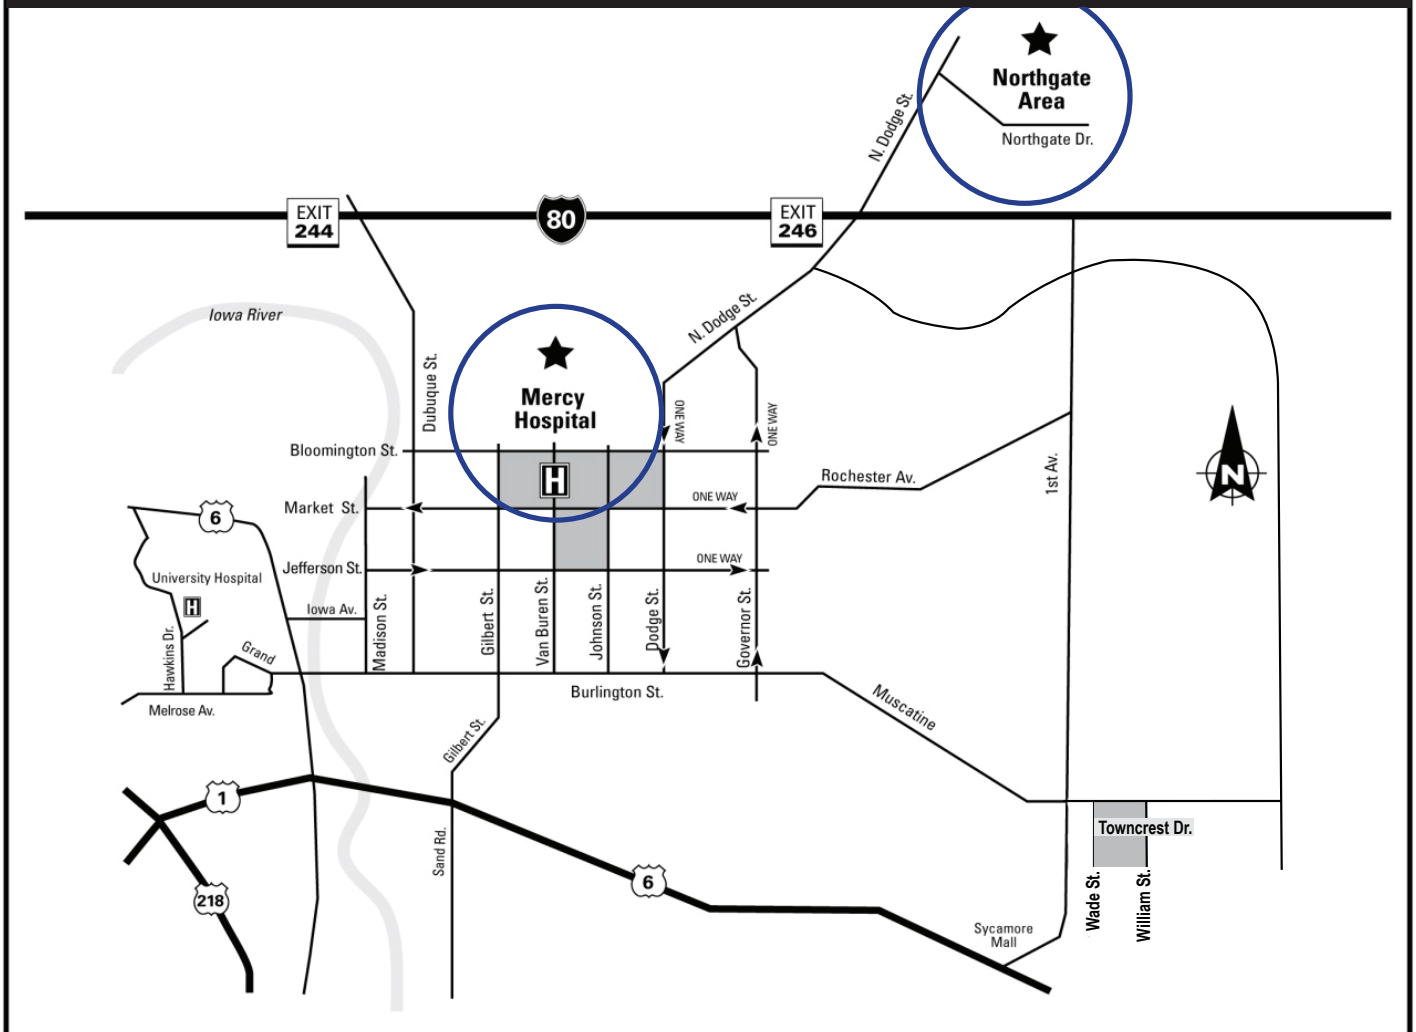 Northgate
Area
N. Dodge St.
Northgate Dr.
EXIT
244
80
EXIT
246
Iowa River
N. Dodge St.
Dubuque St.
Mercy
Hospital
ONE WAY
ONE WAY
Bloomington St.
H
Rochester Av.
1st Av.
N
Market St.
ONE WAY
6
Jefferson St.
ONE WAY
University Hospital
H
Iowa Av.
Madison St.
Gilbert St.
Van Buren St.
Johnson St.
Dodge St.
Governor St.
Hawkins Dr.
Grand
Melrose Av.
Burlington St.
Muscatine
Gilbert St.
1
Towncrest Dr.
Sand Rd.
6
218
Wade St.
William St.
Sycamore
Mall